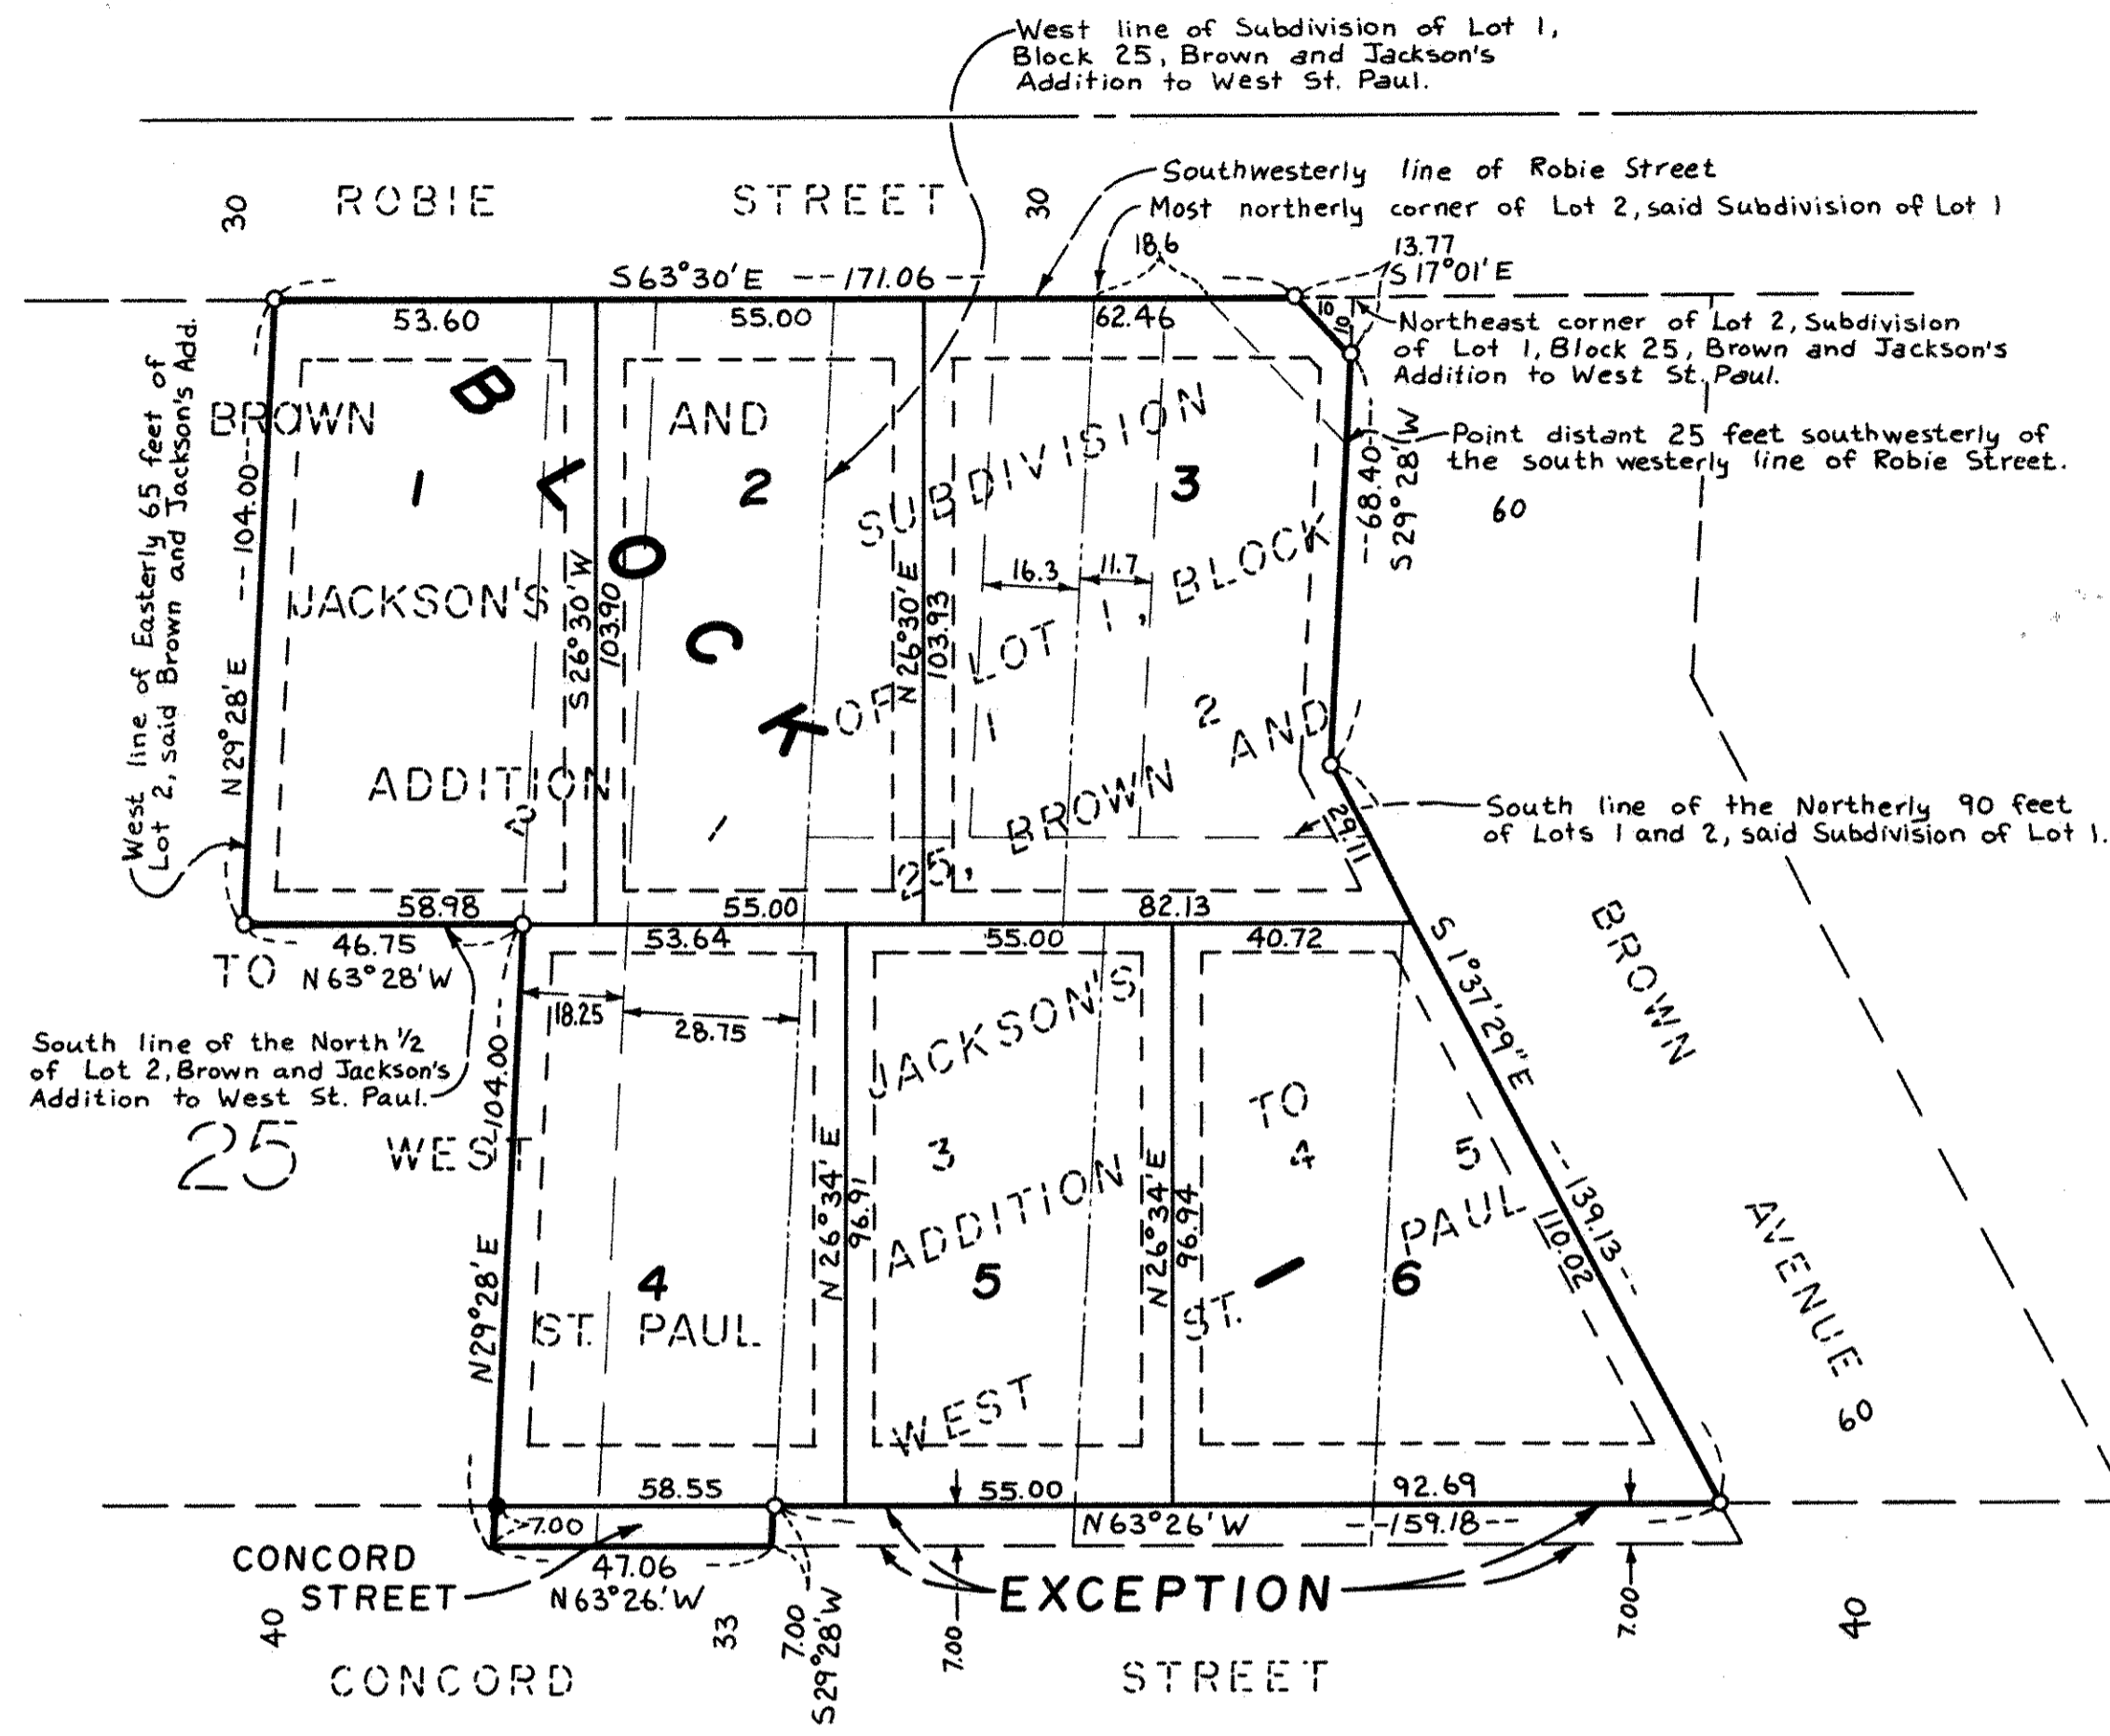 West line of Subdivision of Lot 1,
Block 25, Brown and Jackson's
Addition to West St. Paul.
Southwesterly line of Robie Street
Most northerly corner of Lot 2, said Subdivision of Lot 1
30
ROBIE STREET
30
18.6
13.77
S17°01'E
S63°30'E --171.06--
53.60
55.00
62.46
10
10
Northeast corner of Lot 2, Subdivision
of Lot 1, Block 25, Brown and Jackson's
Addition to West St. Paul.
Point distant 25 feet southwesterly of
the south westerly line of Robie Street.
60
West line of Easterly 65 feet of
Lot 2, said Brown and Jackson's Add.
N29°28'E --104.00--
BROWN AND
JACKSON'S
ADDITION
2
BLOCK 1
1
2
3
S26°30'W
103.90
N26°30'E
103.93
SUBDIVISION
OF LOT 1, BLOCK
25, BROWN AND
16.3
11.7
1
2
--68.40--
S29°28'W
South line of the Northerly 90 feet
of Lots 1 and 2, said Subdivision of Lot 1.
29.11
58.98
55.00
82.13
46.75
N63°28'W
53.64
55.00
40.72
TO
18.25
28.75
South line of the North 1/2
of Lot 2, Brown and Jackson's
Addition to West St. Paul.
25
WEST
ST. PAUL
N29°28'E --104.00--
JACKSON'S
ADDITION
TO
WEST
ST. PAUL
3
4
5
4
5
6
1
N26°34'E
96.91
N26°34'E
96.94
S1°37'29"E
--139.13--
110.02
BROWN
AVENUE
60
58.55
55.00
92.69
7.00
N63°26'W --159.18--
47.06
N63°26'W
CONCORD
STREET
EXCEPTION
40
33
7.00
S29°28'W
7.00
7.00
40
CONCORD STREET